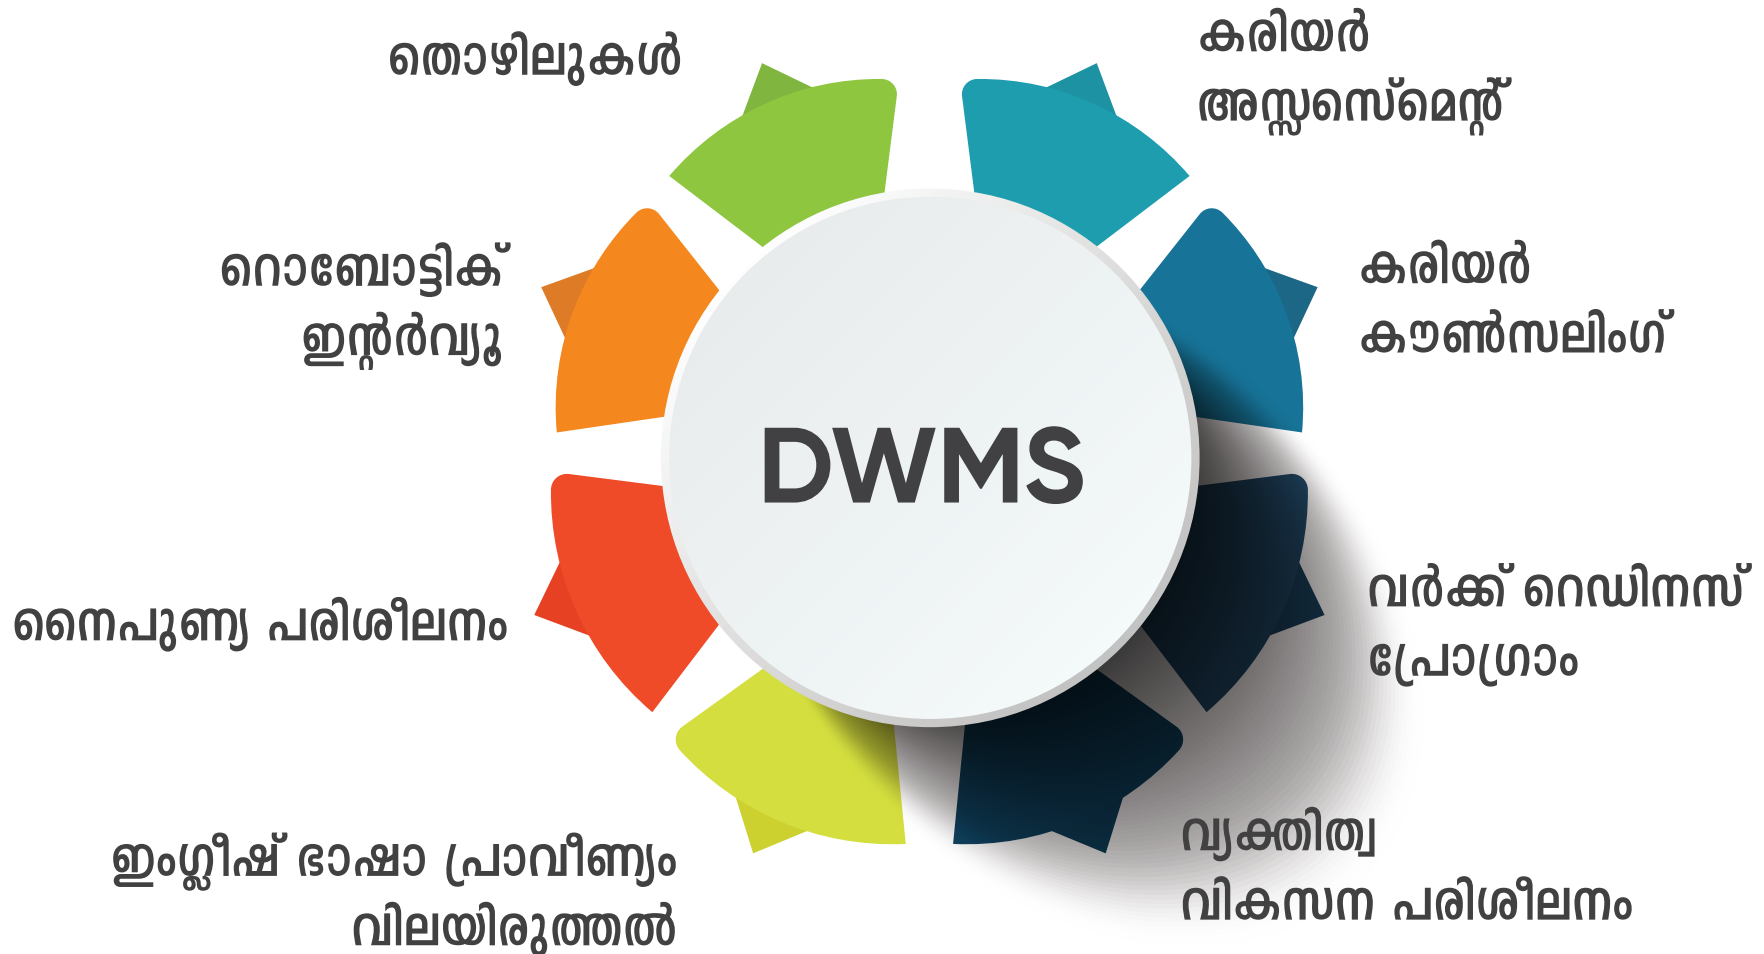 തൊഴിലുകൾ
കരിയർ
അസ്സസ്മെന്റ്
റൊബോട്ടിക്
ഇന്റർവ്യൂ
കരിയർ
കൗൺസലിംഗ്
DWMS
നൈപുണ്യ പരിശീലനം
വർക്ക് റെഡിനസ്
പ്രോഗ്രാം
ഇംഗ്ലീഷ് ഭാഷാ പ്രാവീണ്യം
വിലയിരുത്തൽ
വ്യക്തിത്വ
വികസന പരിശീലനം